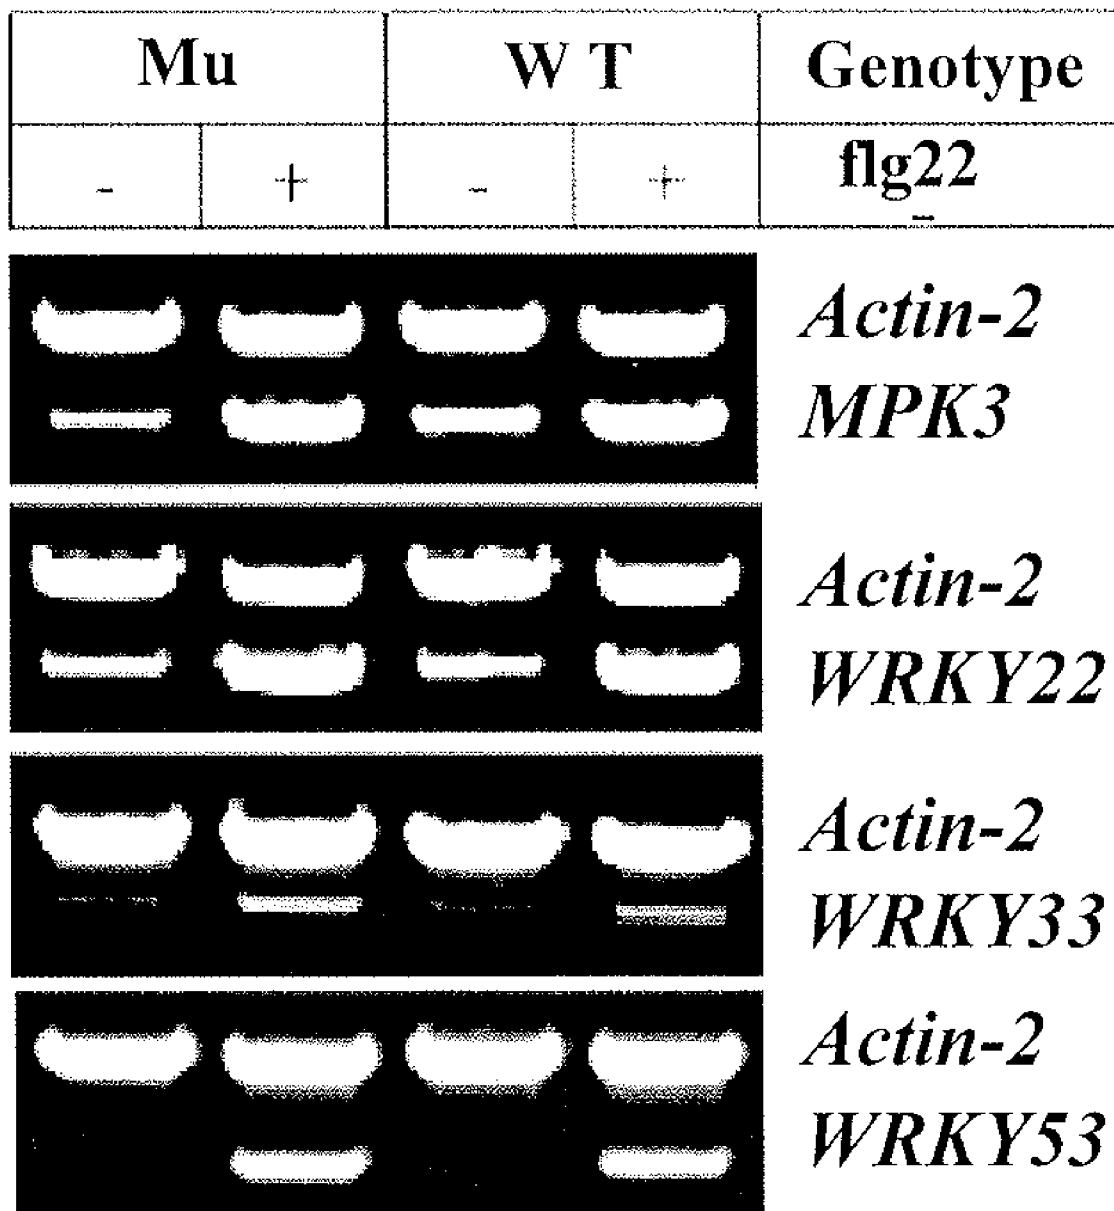 Mu W T Genotype
- + - + flg22
Actin-2
MPK3
Actin-2
WRKY22
Actin-2
WRKY33
Actin-2
WRKY53